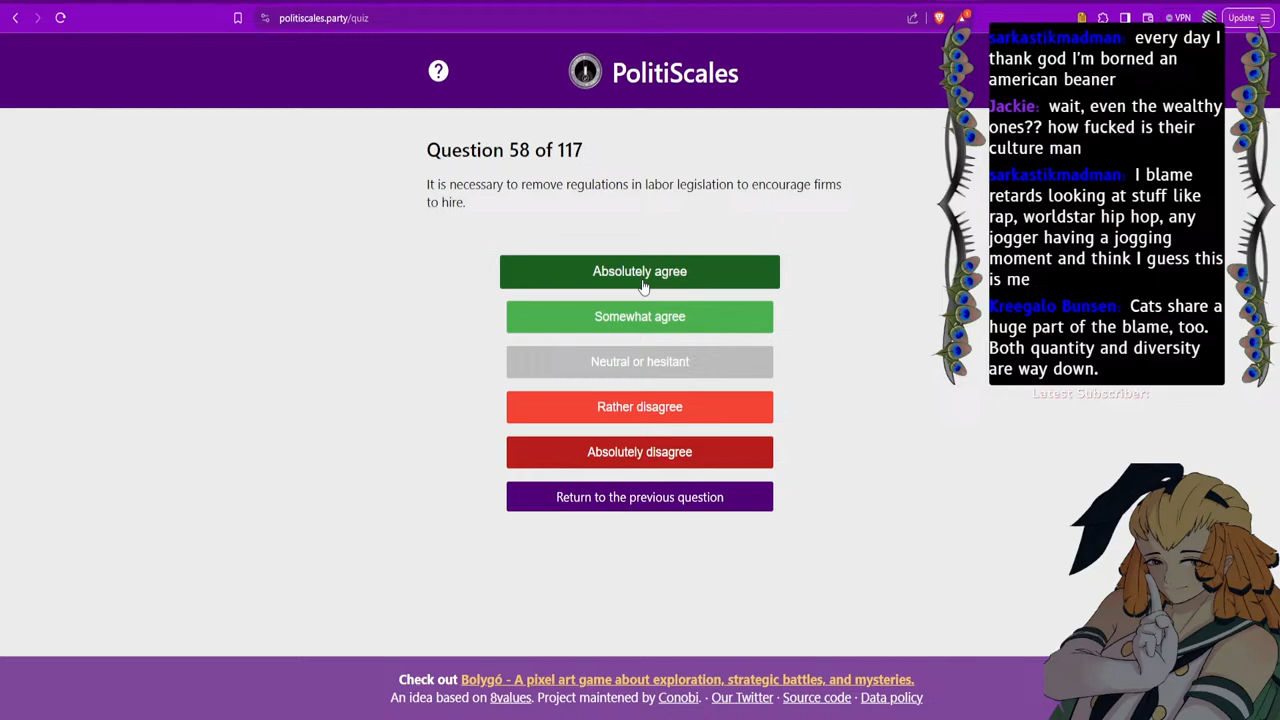 politiscales.party/quiz
VPN
Update
PolitiScales
Question 58 of 117
It is necessary to remove regulations in labor legislation to encourage firms
to hire.
Absolutely agree
Somewhat agree
Neutral or hesitant
Rather disagree
Absolutely disagree
Return to the previous question
sarkastikmadman: every day I
thank god I'm borned an
american beaner
Jackie: wait, even the wealthy
ones?? how fucked is their
culture man
sarkastikmadman: I blame
retards looking at stuff like
rap, worldstar hip hop, any
jogger having a jogging
moment and think I guess this
is me
Kreegalo Bunsen: Cats share a
huge part of the blame, too.
Both quantity and diversity
are way down.
Latest Subscriber:
Check out Bolygó - A pixel art game about exploration, strategic battles, and mysteries.
An idea based on 8values. Project maintained by Conobi. · Our Twitter · Source code · Data policy